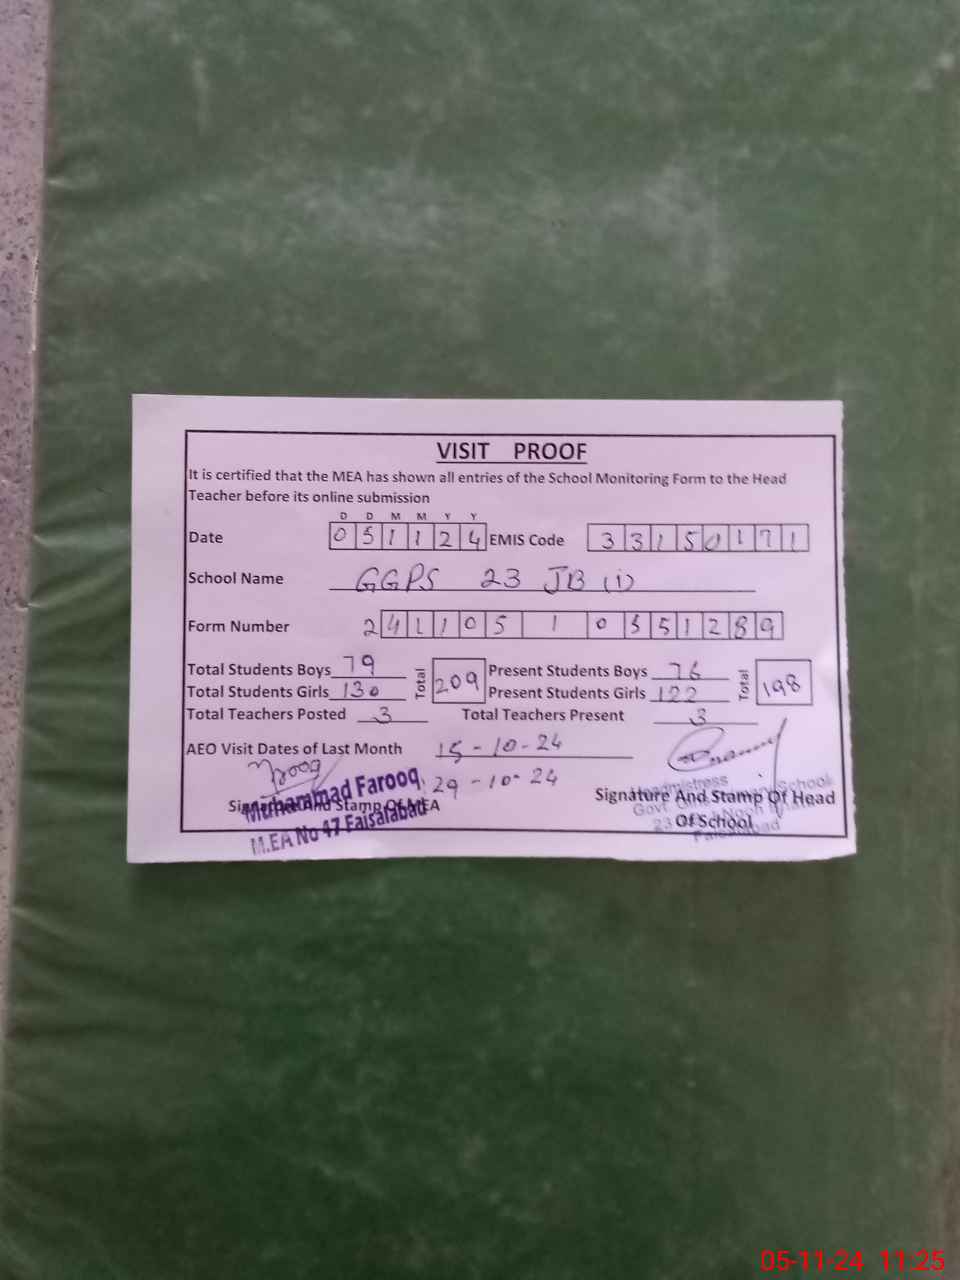 VISIT PROOF
It is certified that the MEA has shown all entries of the School Monitoring Form to the Head
Teacher before its online submission
D D M M Y Y
Date 0 5 1 1 2 4 EMIS Code 3 3 1 5 0 1 7 1
School Name GGPS 23 JB (i)
Form Number 2 4 1 1 0 5 1 0 3 5 1 2 8 9
Total Students Boys 79 Total 209 Present Students Boys 76 Total 198
Total Students Girls 130 Present Students Girls 122
Total Teachers Posted 3 Total Teachers Present 3
AEO Visit Dates of Last Month 15-10-24
29-10-24
Farooq
Muhammad Farooq
M.EA No 47 Faisalabad
Signature And Stamp Of MEA
Signature And Stamp Of Head
Of School
05-11-24 11:25